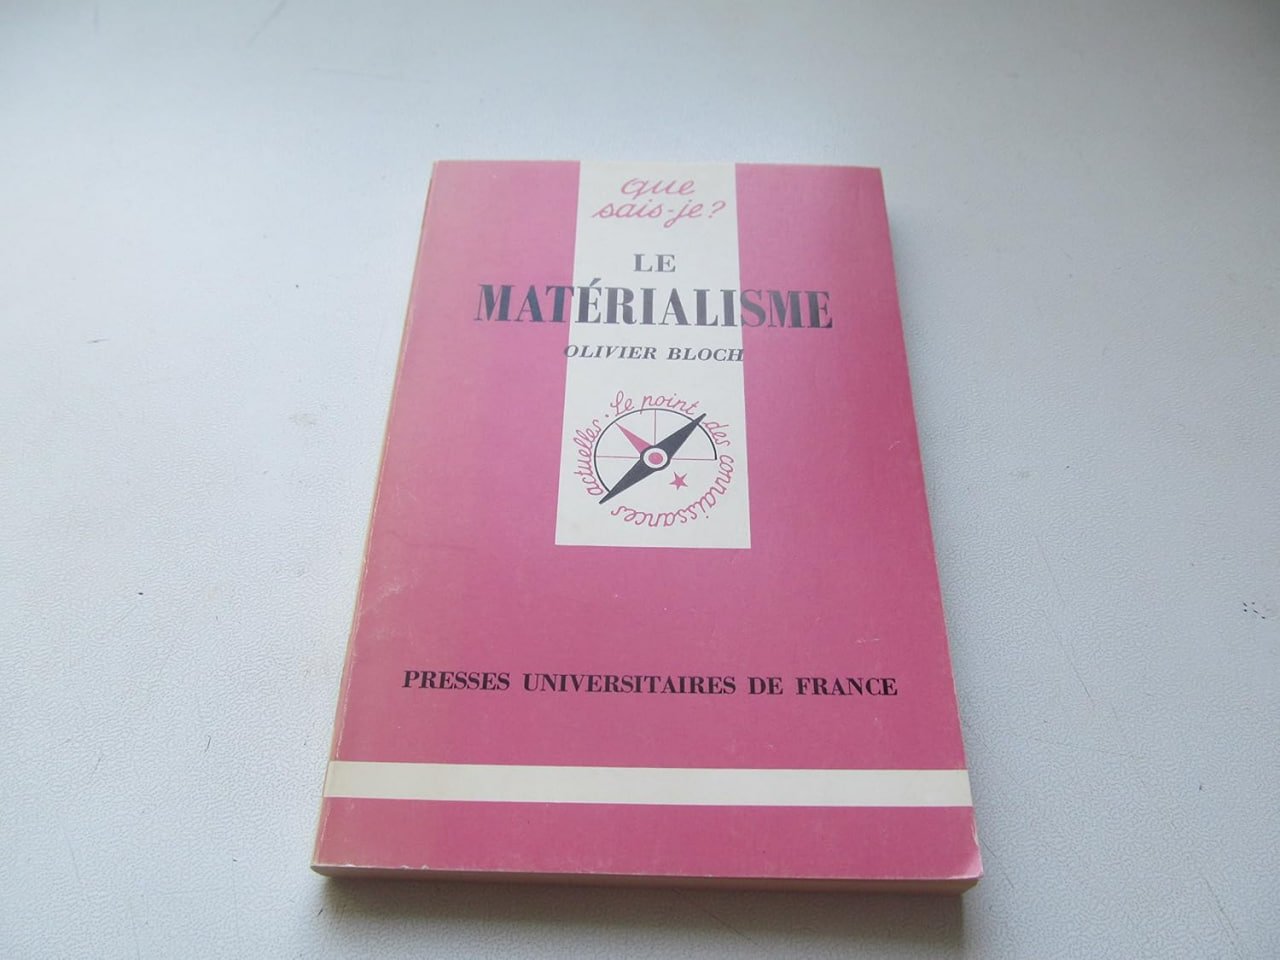 que
sais-je?
LE
MATÉRIALISME
OLIVIER BLOCH
Le point des connaissances actuelles.
PRESSES UNIVERSITAIRES DE FRANCE